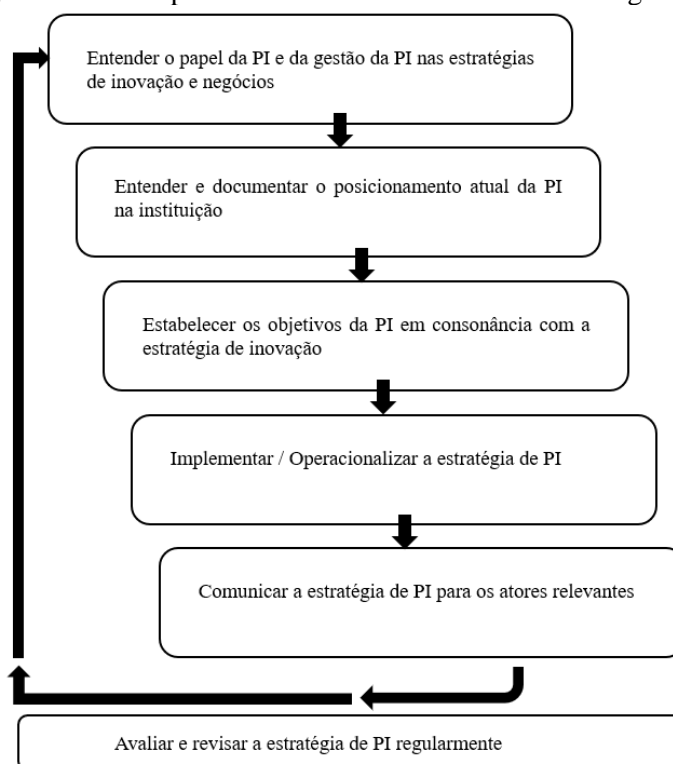 Entender o papel da PI e da gestão da PI nas estratégias
de inovação e negócios
Entender e documentar o posicionamento atual da PI
na instituição
Estabelecer os objetivos da PI em consonância com a
estratégia de inovação
Implementar / Operacionalizar a estratégia de PI
Comunicar a estratégia de PI para os atores relevantes
Avaliar e revisar a estratégia de PI regularmente